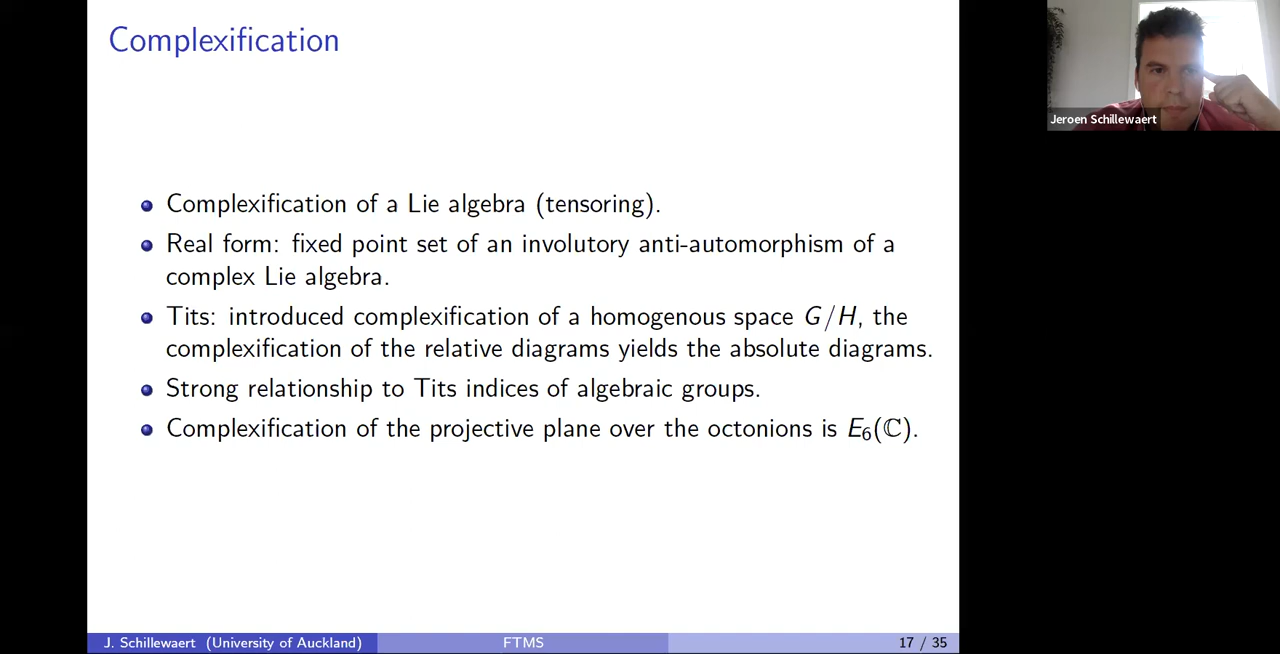 Complexification
Jeroen Schillewaert
Complexification of a Lie algebra (tensoring).
Real form: fixed point set of an involutory anti-automorphism of a
complex Lie algebra.
Tits: introduced complexification of a homogenous space G/H, the
complexification of the relative diagrams yields the absolute diagrams.
Strong relationship to Tits indices of algebraic groups.
Complexification of the projective plane over the octonions is E₆(ℂ).
J. Schillewaert (University of Auckland)
FTMS
17 / 35